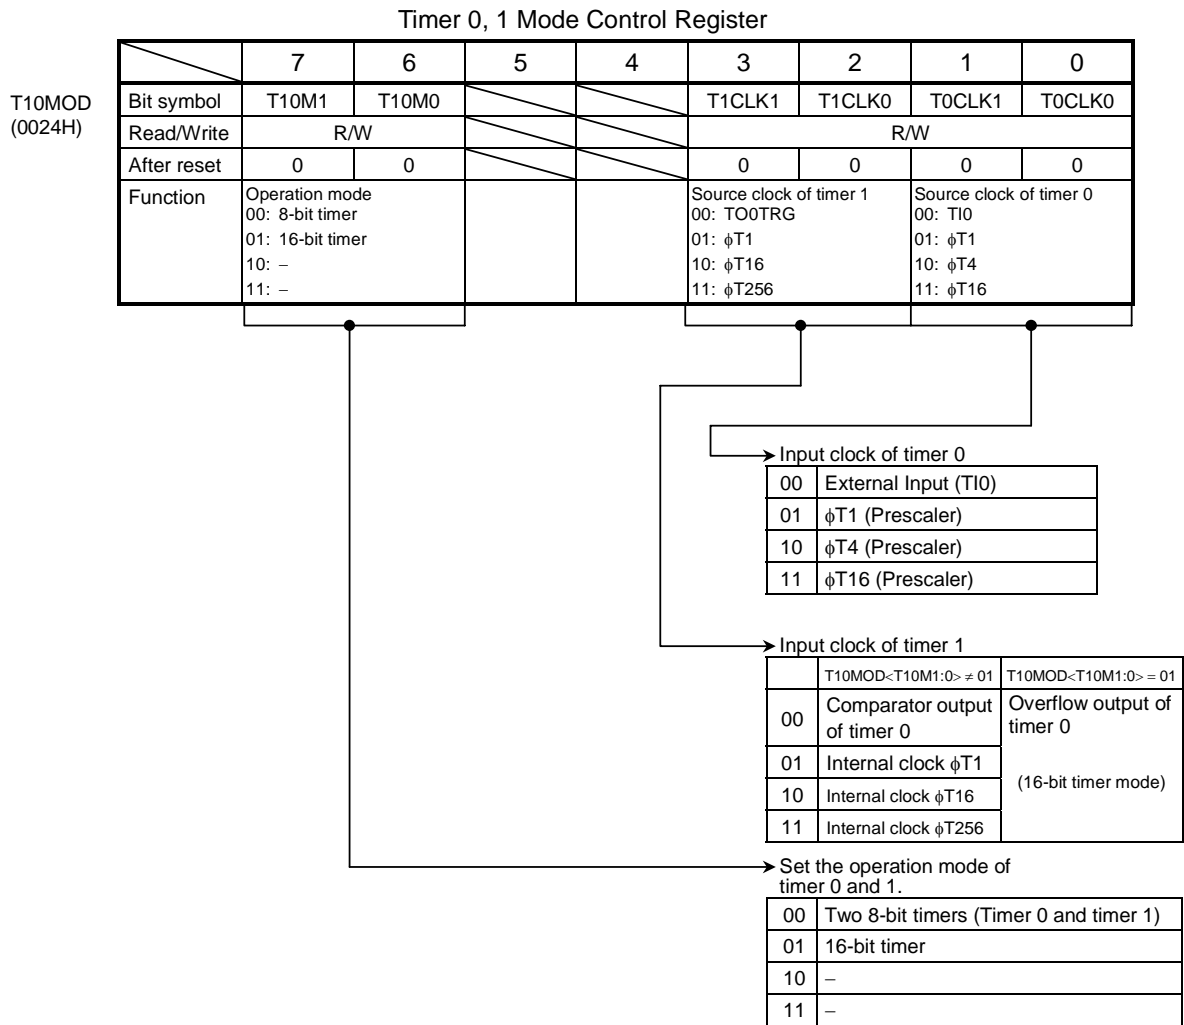 Timer 0, 1 Mode Control Register
7 6 5 4 3 2 1 0
T10MOD
(0024H)
Bit symbol T10M1 T10M0 T1CLK1 T1CLK0 T0CLK1 T0CLK0
Read/Write R/W R/W
After reset 0 0 0 0 0 0
Function
Operation mode
00: 8-bit timer
01: 16-bit timer
10: −
11: −
Source clock of timer 1
00: TO0TRG
01: φT1
10: φT16
11: φT256
Source clock of timer 0
00: TI0
01: φT1
10: φT4
11: φT16
Input clock of timer 0
00 External Input (TI0)
01 φT1 (Prescaler)
10 φT4 (Prescaler)
11 φT16 (Prescaler)
Input clock of timer 1
T10MOD<T10M1:0> ≠ 01 T10MOD<T10M1:0> = 01
00 Comparator output
of timer 0
01 Internal clock φT1
10 Internal clock φT16
11 Internal clock φT256
Overflow output of
timer 0
(16-bit timer mode)
Set the operation mode of
timer 0 and 1.
00 Two 8-bit timers (Timer 0 and timer 1)
01 16-bit timer
10 −
11 −